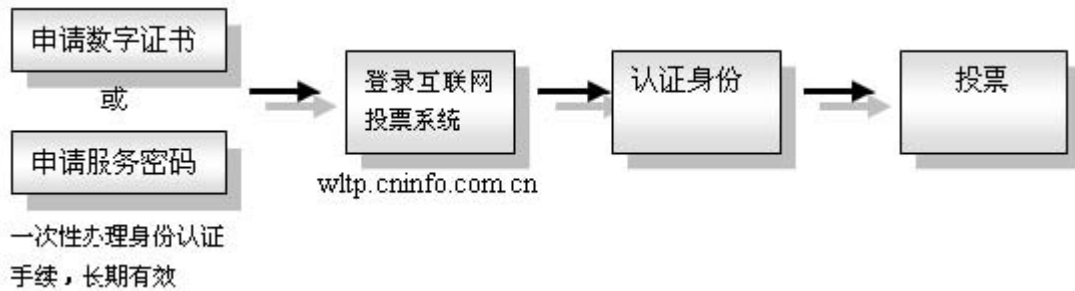 申请数字证书
或
申请服务密码
一次性办理身份认证
手续，长期有效
登录互联网
投票系统
wltp.cninfo.com.cn
认证身份
投票